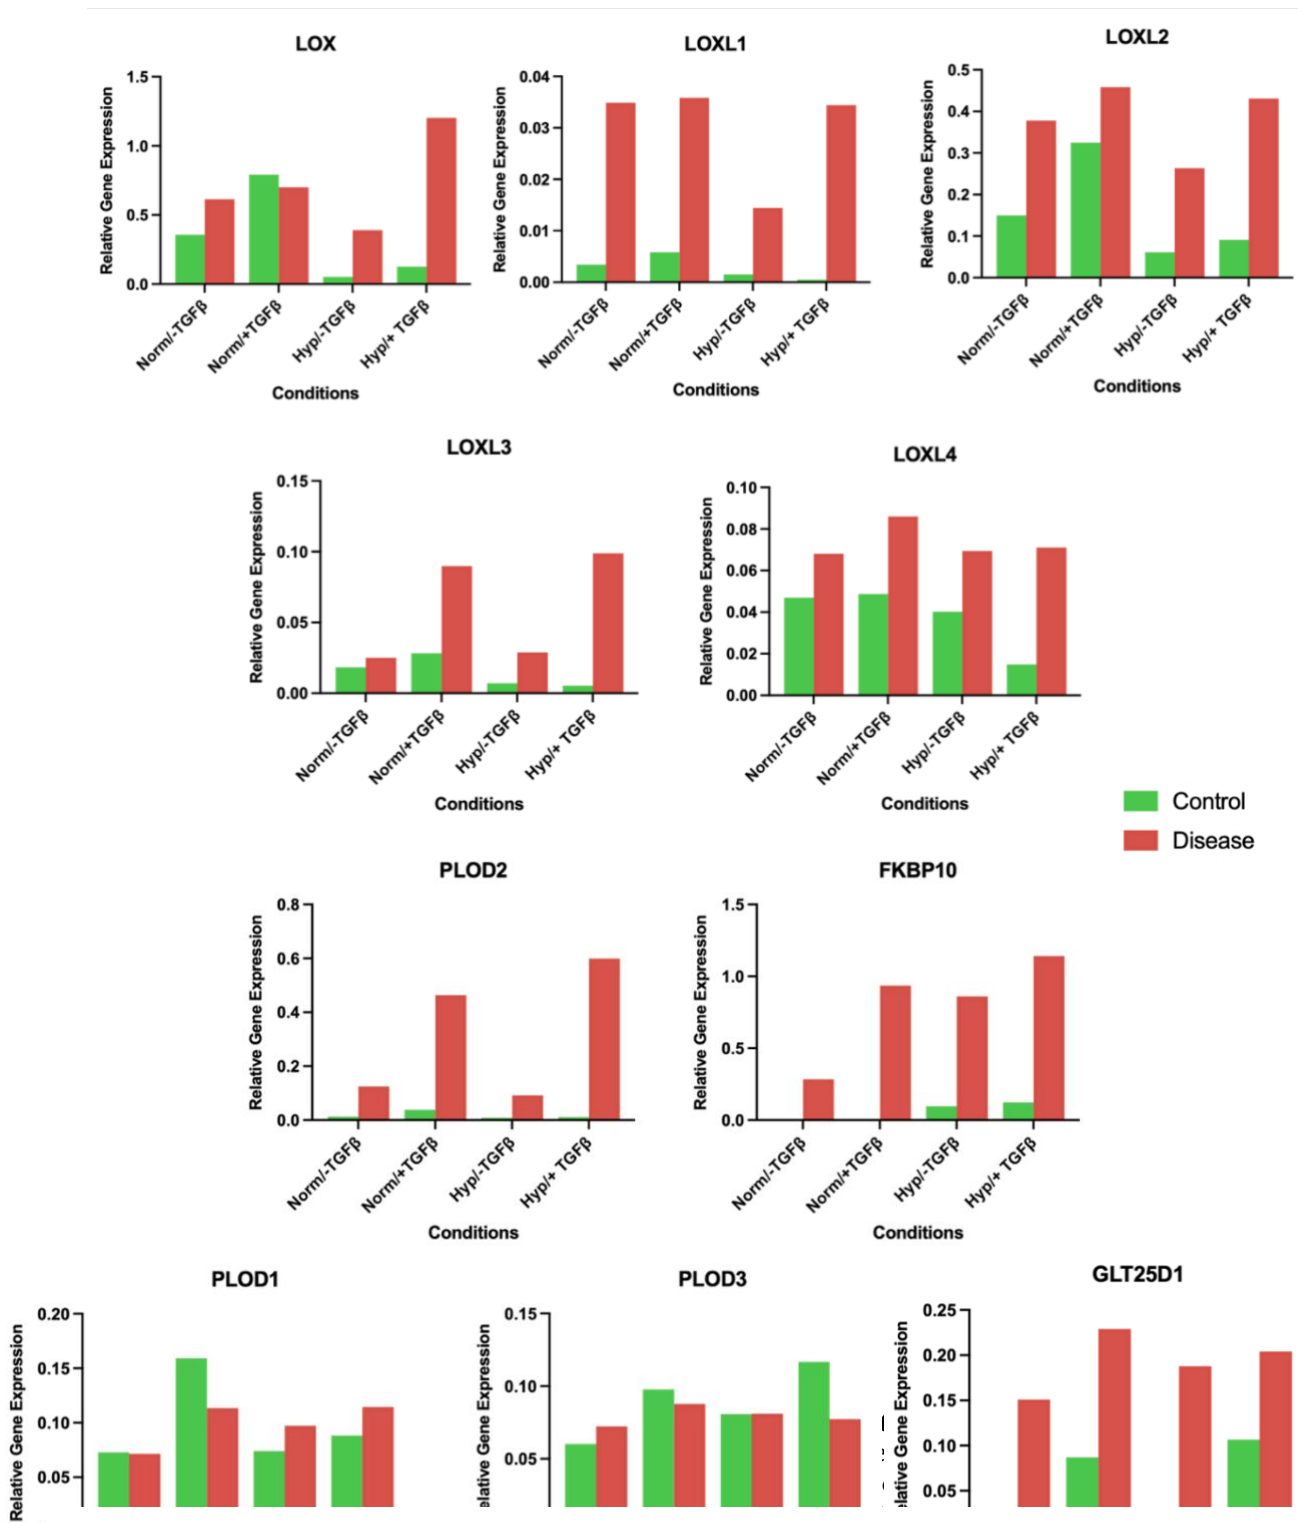 LOX
LOXL1
LOXL2
Relative Gene Expression
1.5
1.0
0.5
0.0
Norm/-TGFβ
Norm/+TGFβ
Hyp/-TGFβ
Hyp/+ TGFβ
Conditions
Relative Gene Expression
0.04
0.03
0.02
0.01
0.00
Norm/-TGFβ
Norm/+TGFβ
Hyp/-TGFβ
Hyp/+ TGFβ
Conditions
Relative Gene Expression
0.5
0.4
0.3
0.2
0.1
0.0
Norm/-TGFβ
Norm/+TGFβ
Hyp/-TGFβ
Hyp/+ TGFβ
Conditions
LOXL3
Relative Gene Expression
0.15
0.10
0.05
0.00
Norm/-TGFβ
Norm/+TGFβ
Hyp/-TGFβ
Hyp/+ TGFβ
Conditions
LOXL4
Relative Gene Expression
0.10
0.08
0.06
0.04
0.02
0.00
Norm/-TGFβ
Norm/+TGFβ
Hyp/-TGFβ
Hyp/+ TGFβ
Conditions
Control
Disease
PLOD2
Relative Gene Expression
0.8
0.6
0.4
0.2
0.0
Norm/-TGFβ
Norm/+TGFβ
Hyp/-TGFβ
Hyp/+ TGFβ
Conditions
FKBP10
Relative Gene Expression
1.5
1.0
0.5
0.0
Norm/-TGFβ
Norm/+TGFβ
Hyp/-TGFβ
Hyp/+ TGFβ
Conditions
PLOD1
Relative Gene Expression
0.20
0.15
0.10
0.05
PLOD3
elative Gene Expression
0.15
0.10
0.05
GLT25D1
elative Gene Expression
0.25
0.20
0.15
0.10
0.05